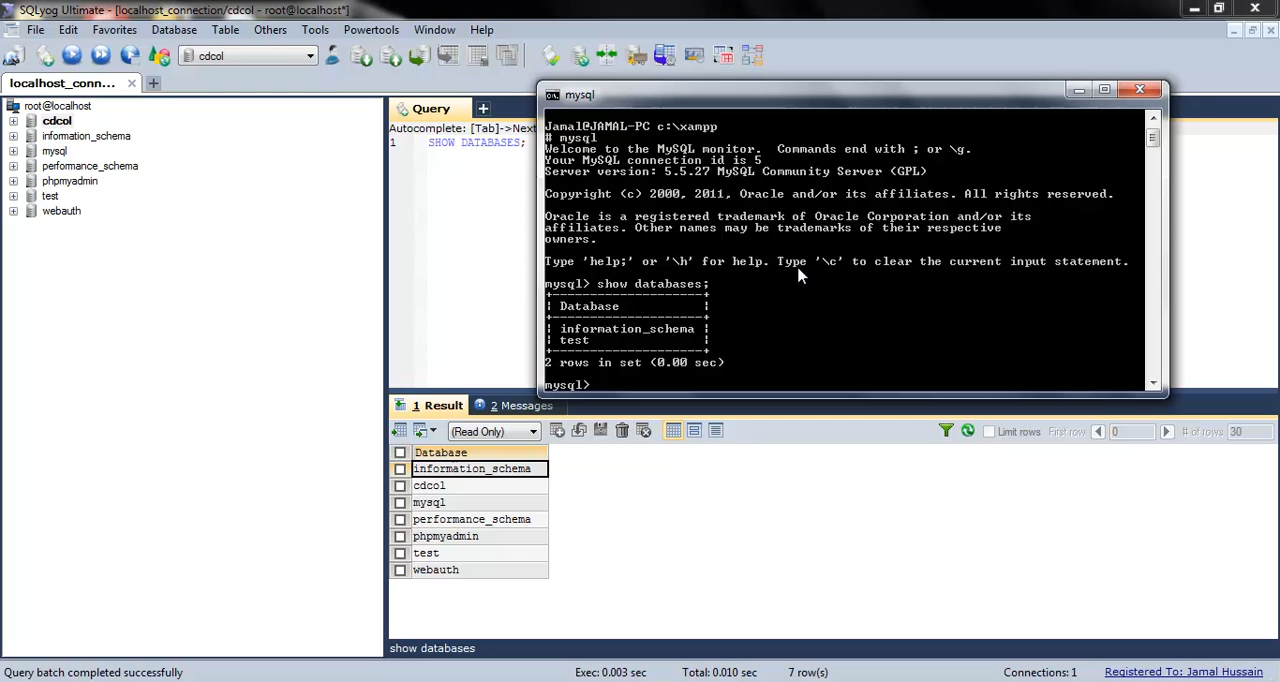 SQLyog Ultimate - [localhost_connection/cdcol - root@localhost*]
File Edit Favorites Database Table Others Tools Powertools Window Help
cdcol
localhost_conn...
root@localhost
cdcol
information_schema
mysql
performance_schema
phpmyadmin
test
webauth
Query
Autocomplete: [Tab]->Next
1 SHOW DATABASES;
mysql
Jamal@JAMAL-PC c:\xampp
# mysql
Welcome to the MySQL monitor.  Commands end with ; or \g.
Your MySQL connection id is 5
Server version: 5.5.27 MySQL Community Server (GPL)
Copyright (c) 2000, 2011, Oracle and/or its affiliates. All rights reserved.
Oracle is a registered trademark of Oracle Corporation and/or its
affiliates. Other names may be trademarks of their respective
owners.
Type 'help;' or '\h' for help. Type '\c' to clear the current input statement.
mysql> show databases;
Database
information_schema
test
2 rows in set (0.00 sec)
mysql>
1 Result 2 Messages
(Read Only) Limit rows First row: 0 # of rows: 30
Database
information_schema
cdcol
mysql
performance_schema
phpmyadmin
test
webauth
show databases
Query batch completed successfully Exec: 0.003 sec Total: 0.010 sec 7 row(s) Connections: 1 Registered To: Jamal Hussain